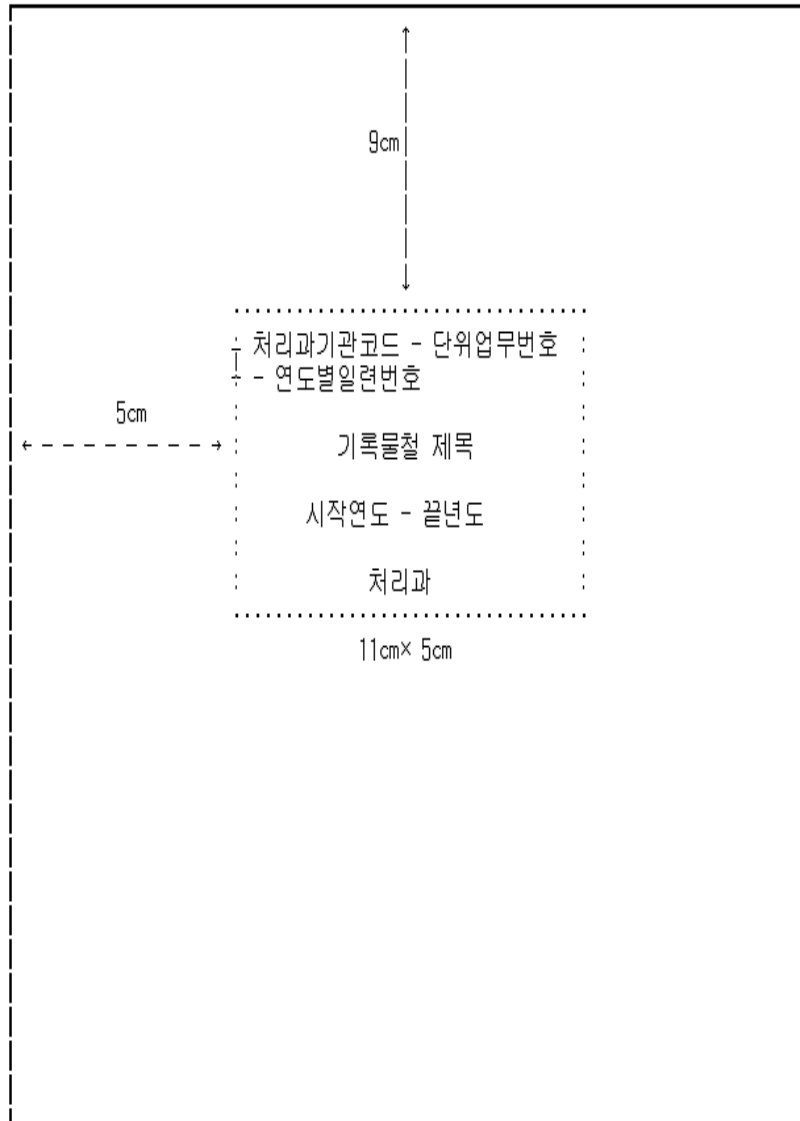 9cm
처리과기관코드 - 단위업무번호
- 연도별일련번호
5cm
기록물철 제목
시작연도 - 끝년도
처리과
11cm× 5cm